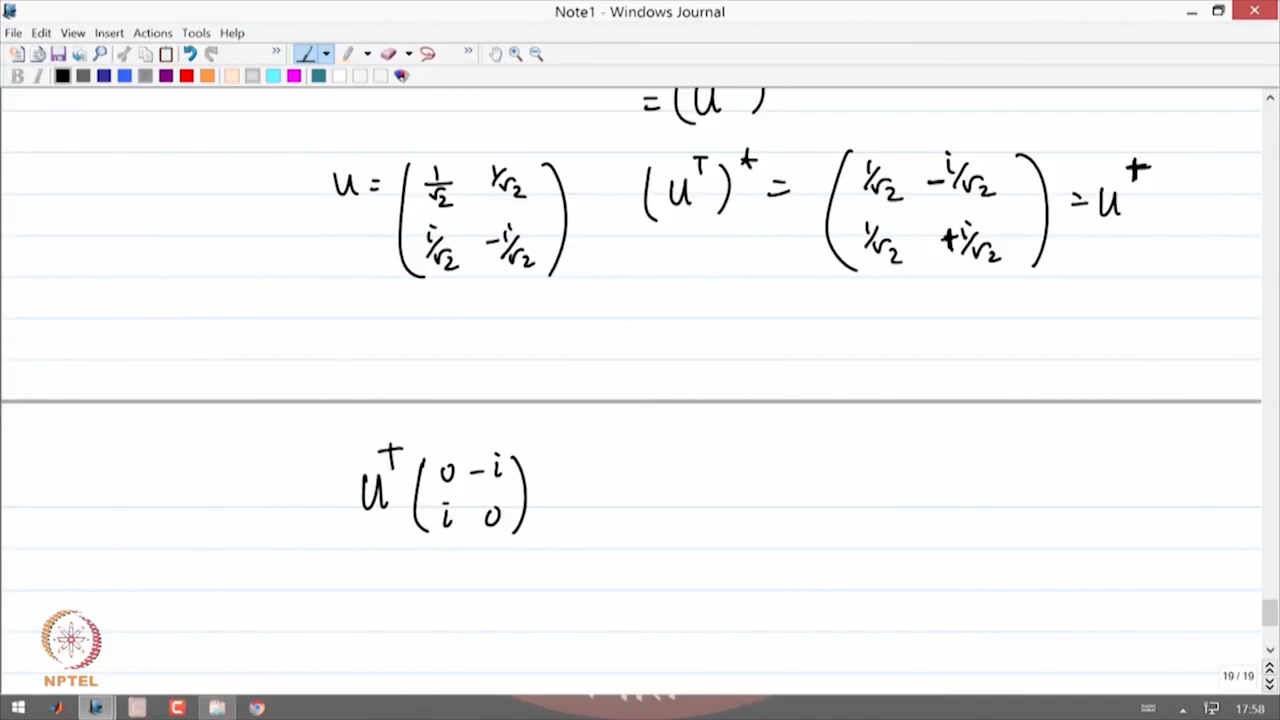 Note1 - Windows Journal
File Edit View Insert Actions Tools Help
= (U )
U = ( 1/√2 1/√2 ) (U^T)^* = ( 1/√2 -i/√2 ) = U^†
( i/√2 -i/√2 ) ( 1/√2 +i/√2 )
U^† ( 0 -i )
( i 0 )
19 / 19
NPTEL
17:58